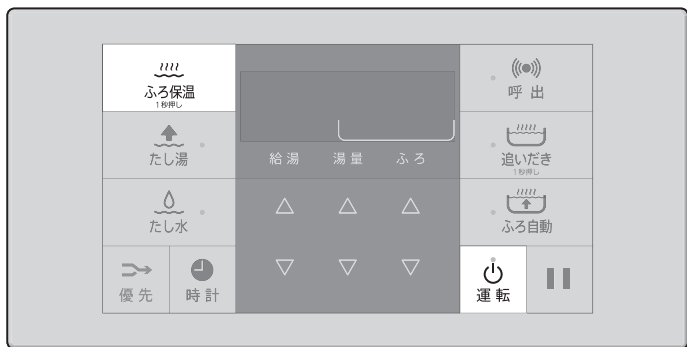 ふろ保温
1秒押し
たし湯
たし水
優先
時計
給湯 湯量 ふろ
呼出
追いだき
1秒押し
ふろ自動
運転